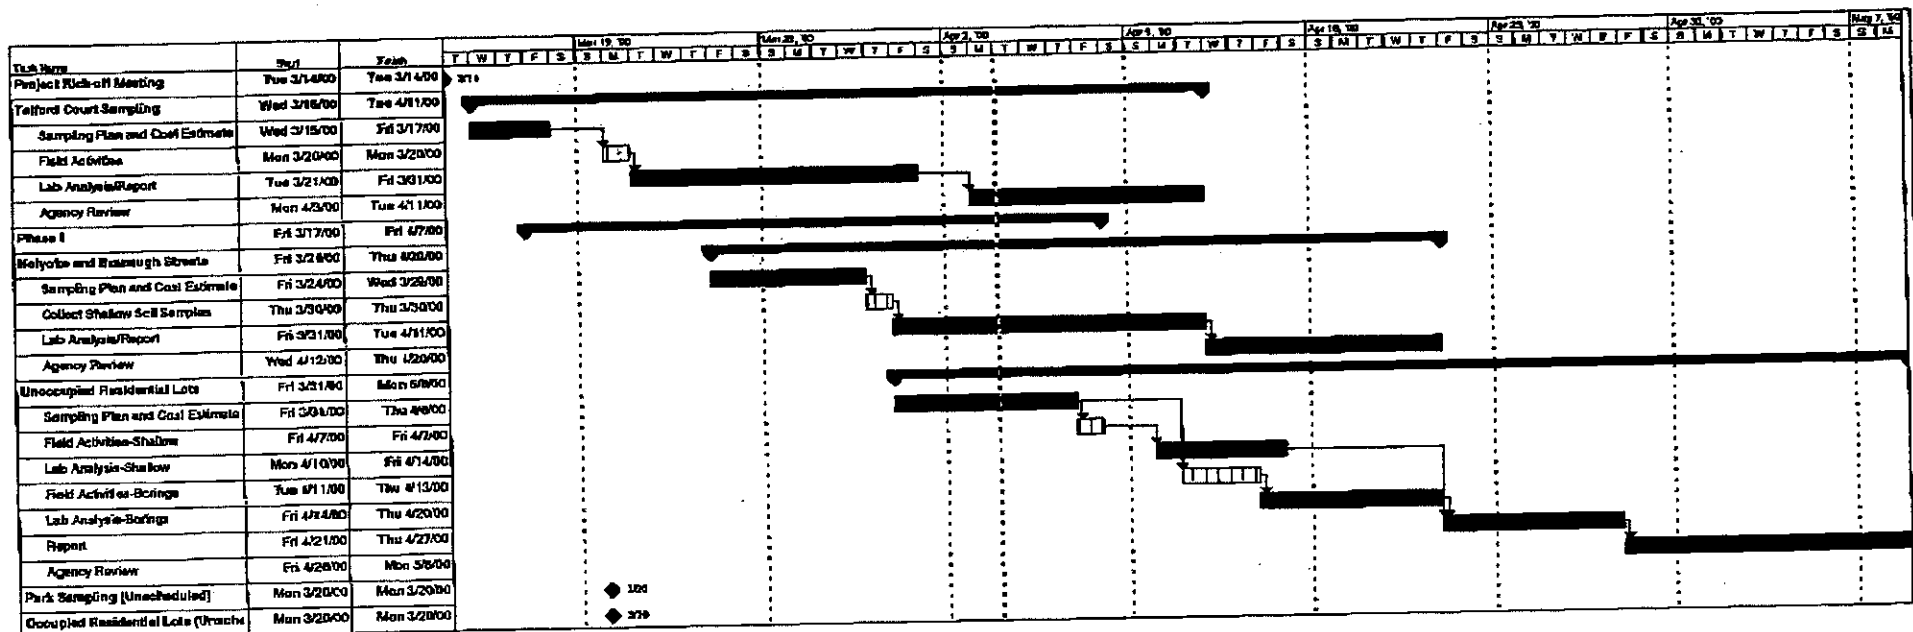 Mar 19, '00 Apr 2, '00 Apr 9, '00 Apr 16, '00 Apr 23, '00 Apr 30, '00 May 7, '00
Task Name Start Finish T W T F S S M T W T F S S M T W T F S S M T W T F S S M T W T F S S M T W T F S S M T W T F S S M T W T F S S M
Project Kick-off Meeting Tue 3/14/00 Tue 3/14/00 3/14
Telford Court Sampling Wed 3/15/00 Tue 4/11/00
Sampling Plan and Cost Estimate Wed 3/15/00 Fri 3/17/00
Field Activities Mon 3/20/00 Mon 3/20/00
Lab Analysis/Report Tue 3/21/00 Fri 3/31/00
Agency Review Mon 4/3/00 Tue 4/11/00
Phase I Fri 3/17/00 Fri 4/7/00
and Streets Fri 3/24/00 Thu 4/20/00
Sampling Plan and Cost Estimate Fri 3/24/00 Wed 3/29/00
Collect Shallow Soil Samples Thu 3/30/00 Thu 3/30/00
Lab Analysis/Report Fri 3/31/00 Tue 4/11/00
Agency Review Wed 4/12/00 Thu 4/20/00
Unoccupied Residential Lots Fri 3/31/00 Mon
Sampling Plan and Cost Estimate Fri 3/31/00 Thu 4/6/00
Field Activities-Shallow Fri 4/7/00 Fri 4/7/00
Lab Analysis-Shallow Mon 4/10/00 Fri 4/14/00
Field Activities-Borings Tue 4/11/00 Thu 4/13/00
Lab Analysis-Borings Fri 4/14/00 Thu 4/20/00
Report Fri 4/21/00 Thu 4/27/00
Agency Review Fri 4/28/00 Mon
Park Sampling [Unscheduled] Mon 3/20/00 Mon 3/20/00 3/20
Occupied Residential Lots (Unsche Mon 3/20/00 Mon 3/20/00 3/20